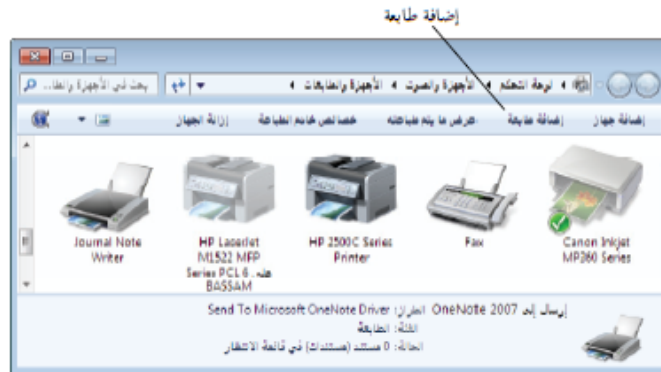 إضافة طابعة
لوحة التحكم ◄ الأجهزة والصوت ◄ الأجهزة والطابعات ◄
بحث في الأجهزة والطا...
إضافة جهاز إضافة طابعة عرض ما يتم طباعته خصائص خادم الطباعة إزالة الجهاز
Canon Inkjet
MP360 Series
Fax
HP 2500C Series
Printer
HP LaserJet
M1522 MFP
Series PCL 6
BASSAM
Journal Note
Writer
إرسال إلى OneNote 2007 الطراز: Send To Microsoft OneNote Driver
الفئة: الطابعة
الحالة: 0 مستند (مستندات) في قائمة الانتظار